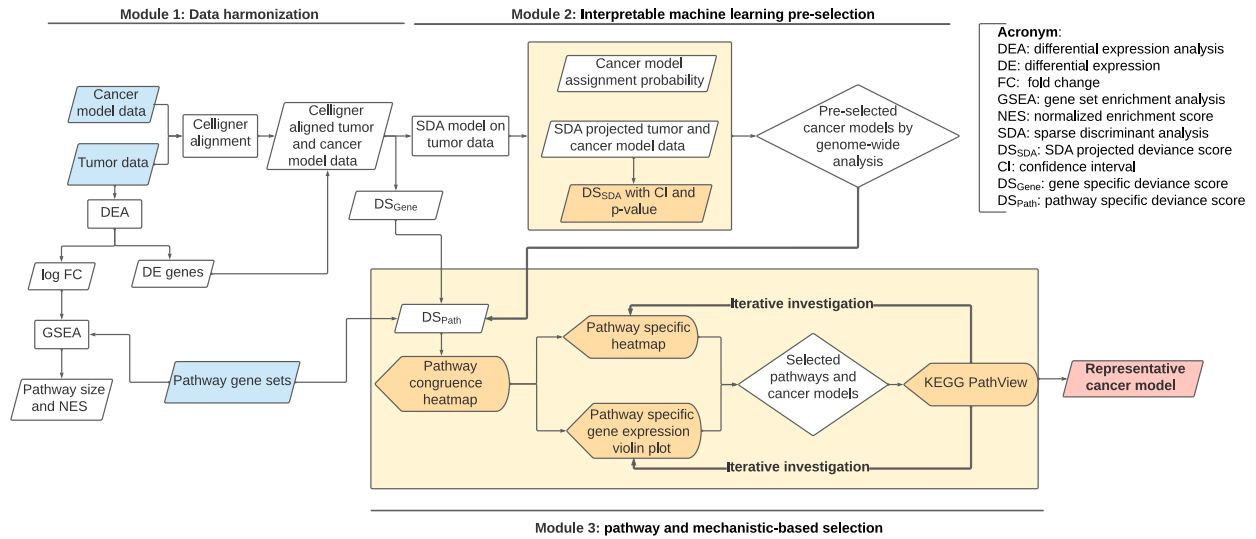 Module 1: Data harmonization
Module 2: Interpretable machine learning pre-selection
Cancer
model data
Tumor data
Celligner
alignment
Celligner
aligned tumor
and cancer
model data
SDA model on
tumor data
Cancer model
assignment probability
SDA projected tumor and
cancer model data
DSSDA with CI and
p-value
Pre-selected
cancer models by
genome-wide
analysis
Acronym:
DEA: differential expression analysis
DE: differential expression
FC: fold change
GSEA: gene set enrichment analysis
NES: normalized enrichment score
SDA: sparse discriminant analysis
DSSDA: SDA projected deviance score
CI: confidence interval
DSGene: gene specific deviance score
DSPath: pathway specific deviance score
DEA
DSGene
log FC
DE genes
GSEA
Pathway size
and NES
Pathway gene sets
DSPath
Pathway
congruence
heatmap
Iterative investigation
Pathway specific
heatmap
Pathway specific
gene expression
violin plot
Selected
pathways and
cancer models
KEGG PathView
Iterative investigation
Representative
cancer model
Module 3: pathway and mechanistic-based selection